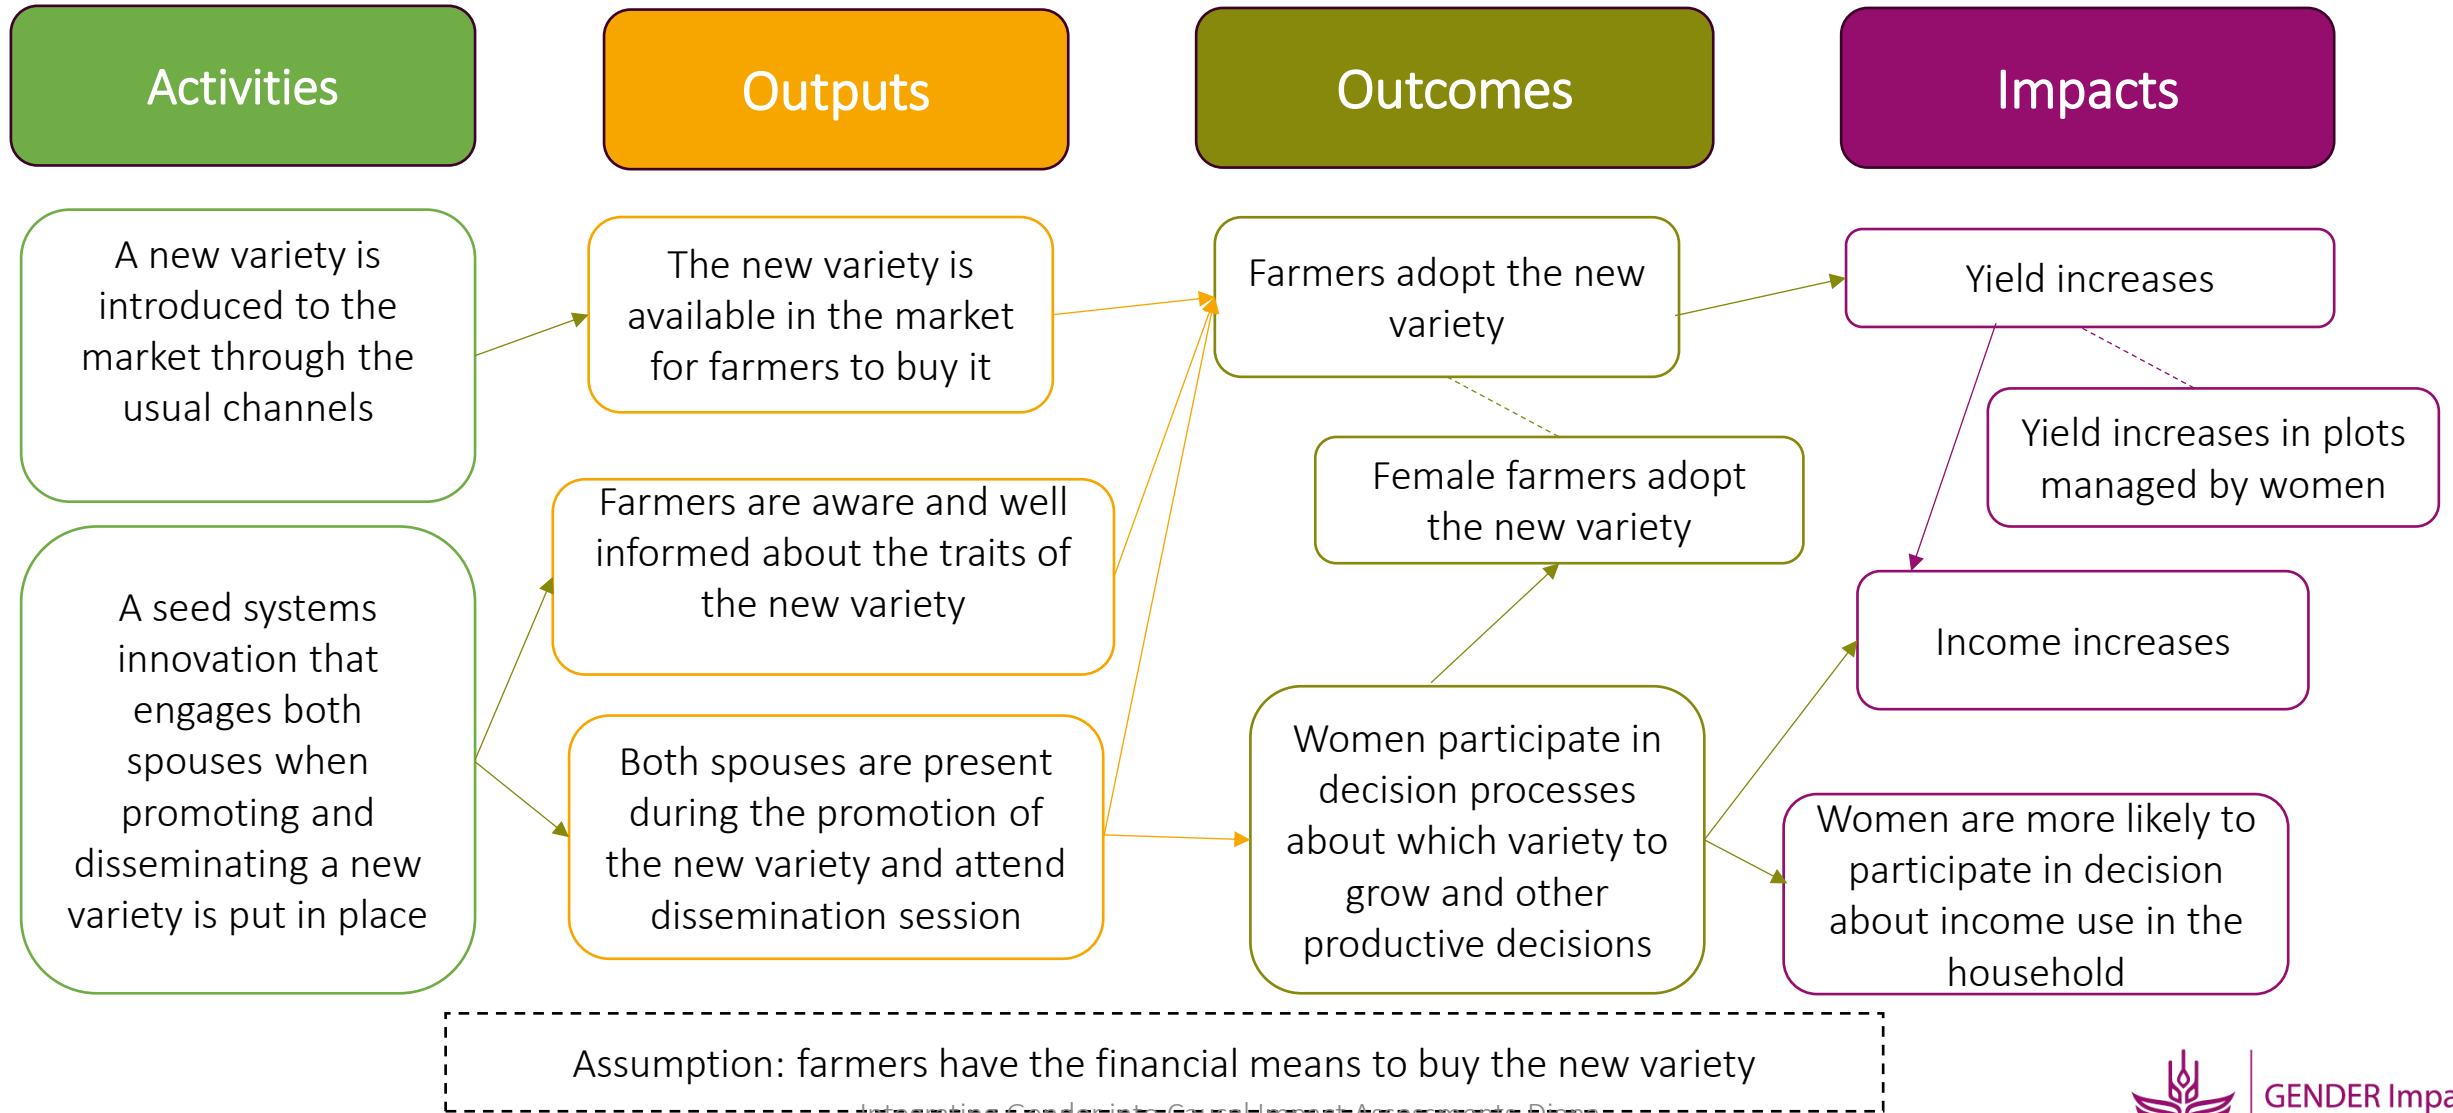 Activities
Outputs
Outcomes
Impacts
A new variety is
introduced to the
market through the
usual channels
The new variety is
available in the market
for farmers to buy it
Farmers adopt the new
variety
Yield increases
Yield increases in plots
managed by women
Female farmers adopt
the new variety
Farmers are aware and well
informed about the traits of
the new variety
A seed systems
innovation that
engages both
spouses when
promoting and
disseminating a new
variety is put in place
Both spouses are present
during the promotion of
the new variety and attend
dissemination session
Women participate in
decision processes
about which variety to
grow and other
productive decisions
Income increases
Women are more likely to
participate in decision
about income use in the
household
Assumption: farmers have the financial means to buy the new variety
Integrating Gender into Causal Impact Assessments-Diana
GENDER Impa